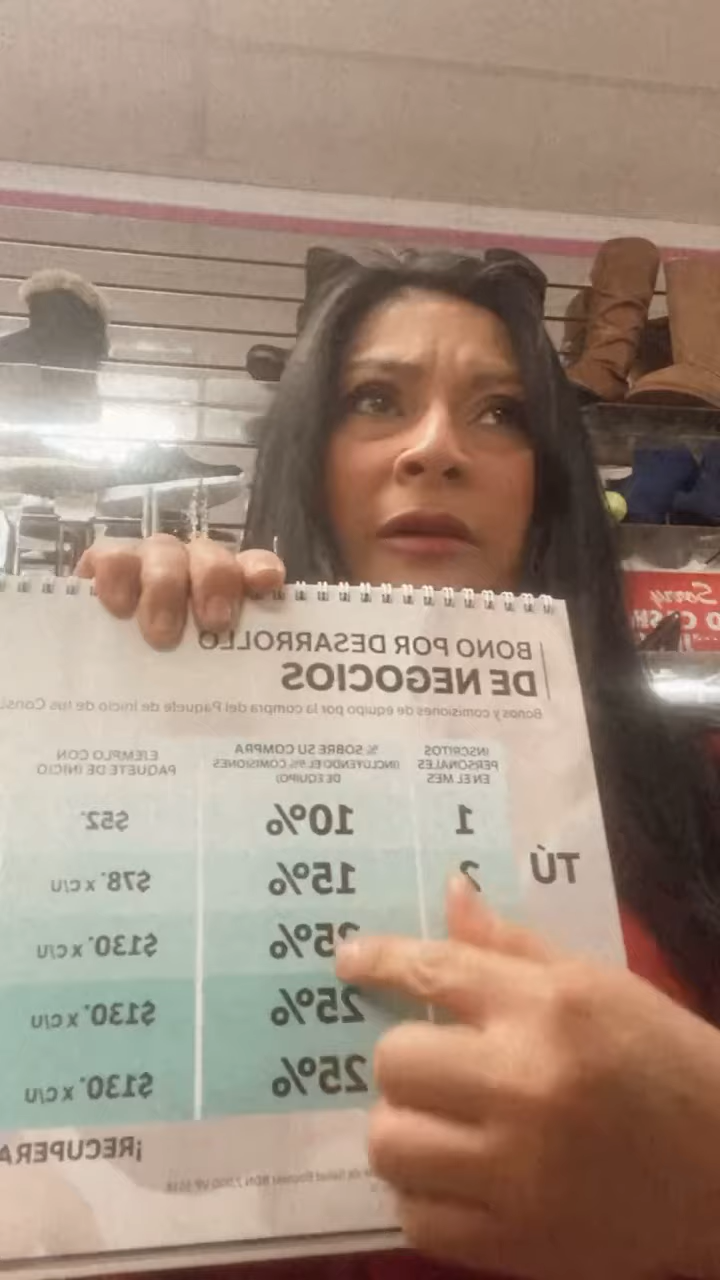 BONO POR DESARROLLO
DE NEGOCIOS
Bonos y comisiones de equipo por la compra del Paquete de Inicio de tus
INSCRITOS
PERSONALES
EN EL MES
% SOBRE SU COMPRA
(INCLUYENDO EL 5% COMISIONES
DE EQUIPO)
EJEMPLO CON
PAQUETE DE INICIO
TÚ
1 10% $52.
2 15% $78. x c/u
25% $130. x c/u
25% $130. x c/u
25% $130. x c/u
¡RECUPERA
Sorry